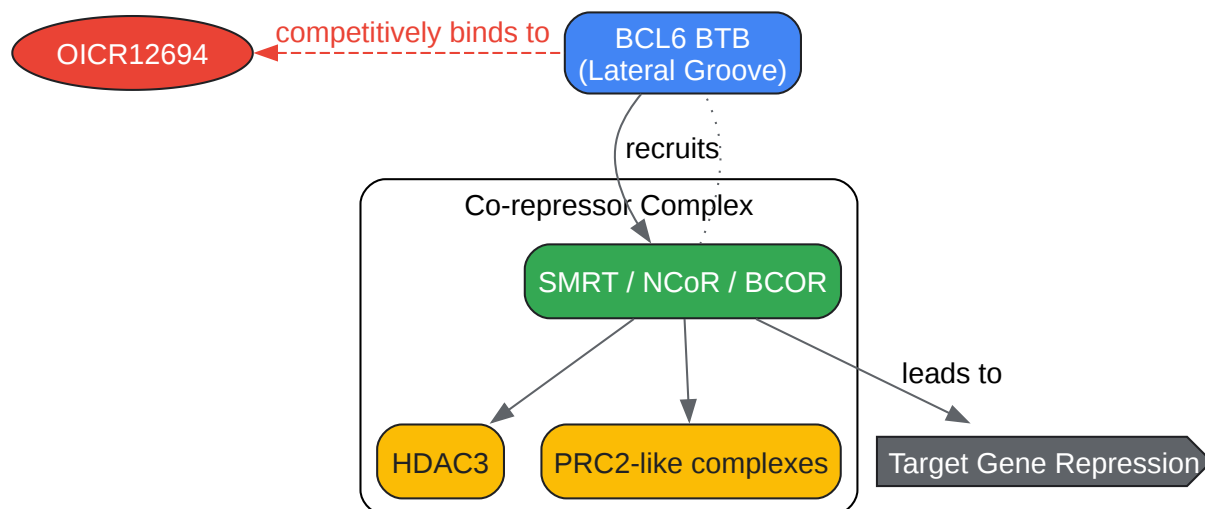 OICR12694
competitively binds to
BCL6 BTB
(Lateral Groove)
recruits
Co-repressor Complex
SMRT / NCoR / BCOR
leads to
HDAC3
PRC2-like complexes
Target Gene Repression